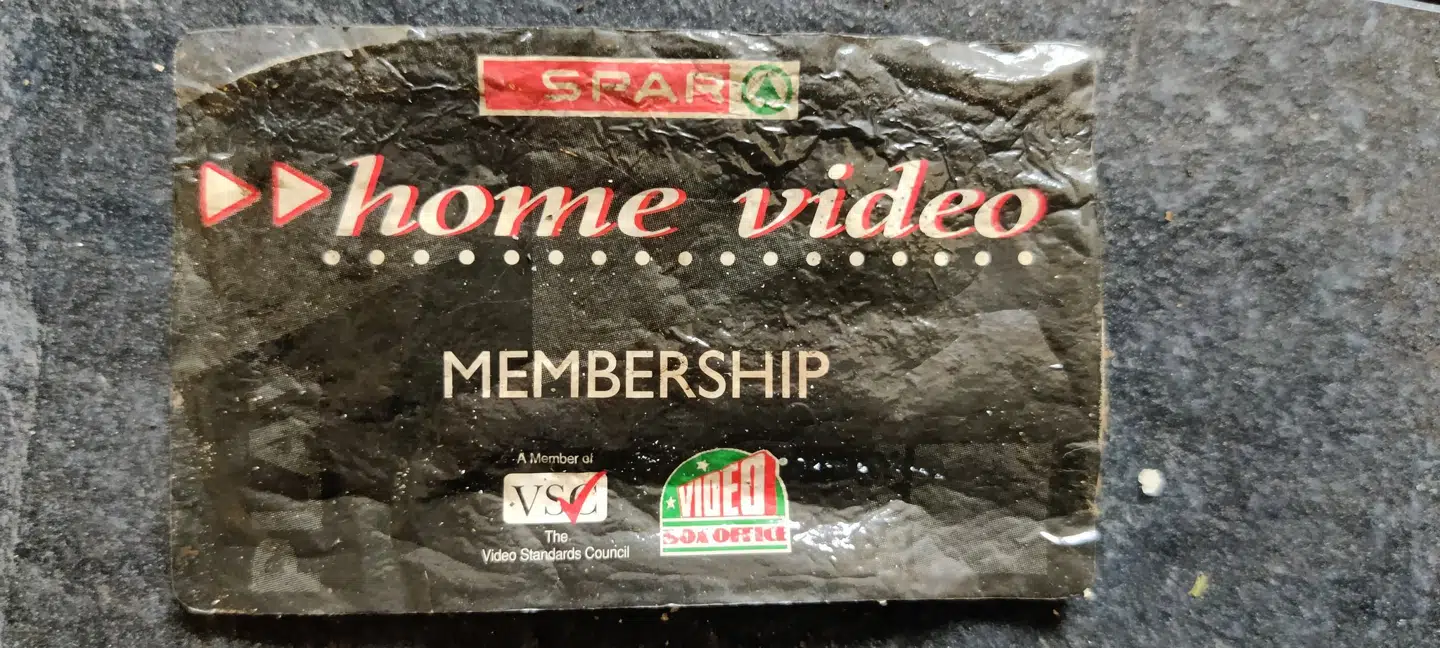 SPAR
home video
MEMBERSHIP
A Member of
VSC
The
Video Standards Council
VIDEO
BOX OFFICE